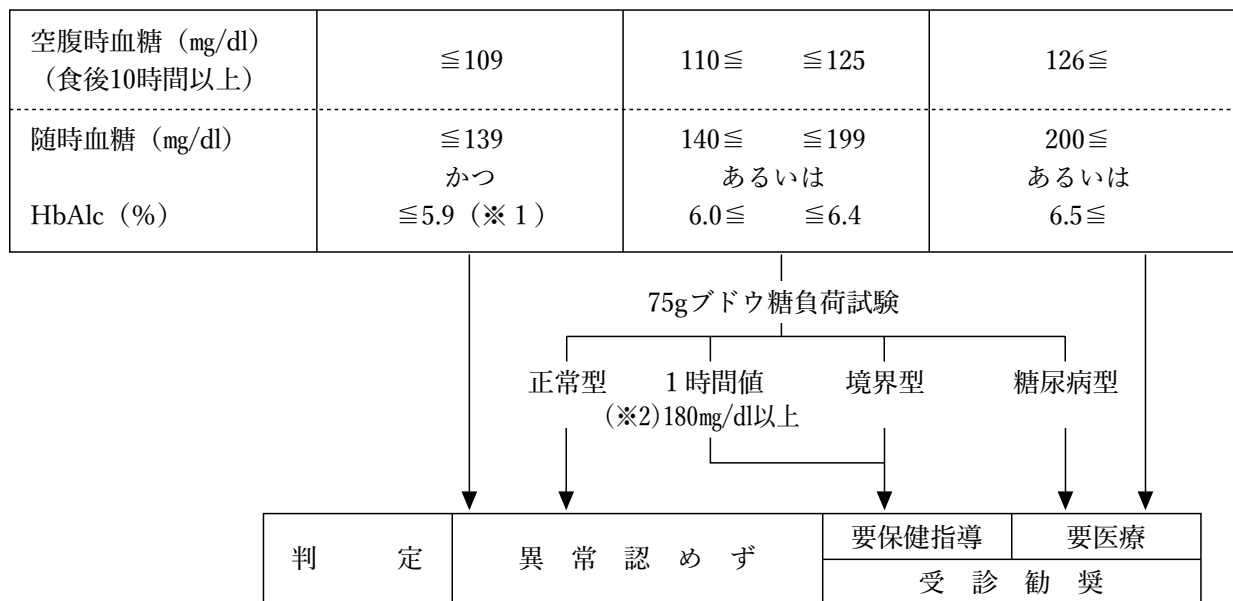 空腹時血糖（㎎/dl） ≦109 110≦ ≦125 126≦
（食後10時間以上）
随時血糖（㎎/dl） ≦139 140≦ ≦199 200≦
かつ あるいは あるいは
HbAlc（%） ≦5.9（※１） 6.0≦ ≦6.4 6.5≦
75gブドウ糖負荷試験
正常型 １時間値 境界型 糖尿病型
(※2)180㎎/dl以上
判定 異常認めず 要保健指導 要医療
受診勧奨